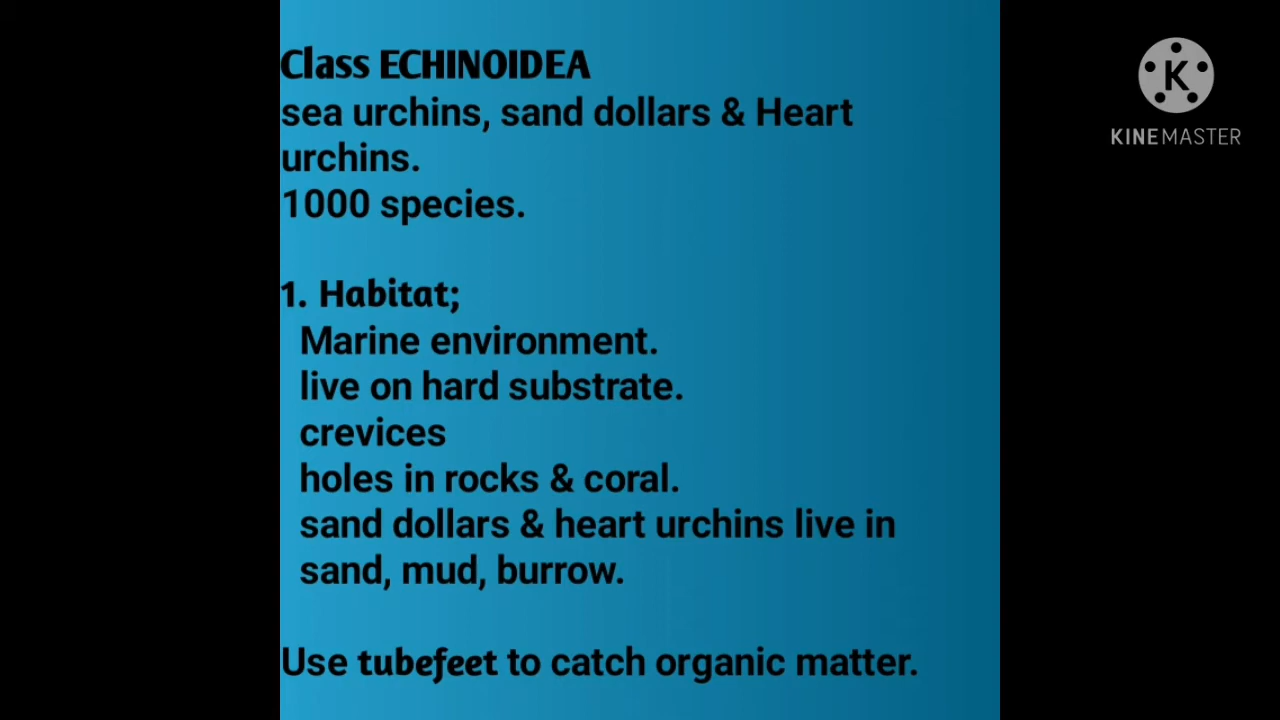 Class ECHINOIDEA
sea urchins, sand dollars & Heart
urchins.
1000 species.
1. Habitat;
Marine environment.
live on hard substrate.
crevices
holes in rocks & coral.
sand dollars & heart urchins live in
sand, mud, burrow.
Use tubefeet to catch organic matter.
K
KINEMASTER